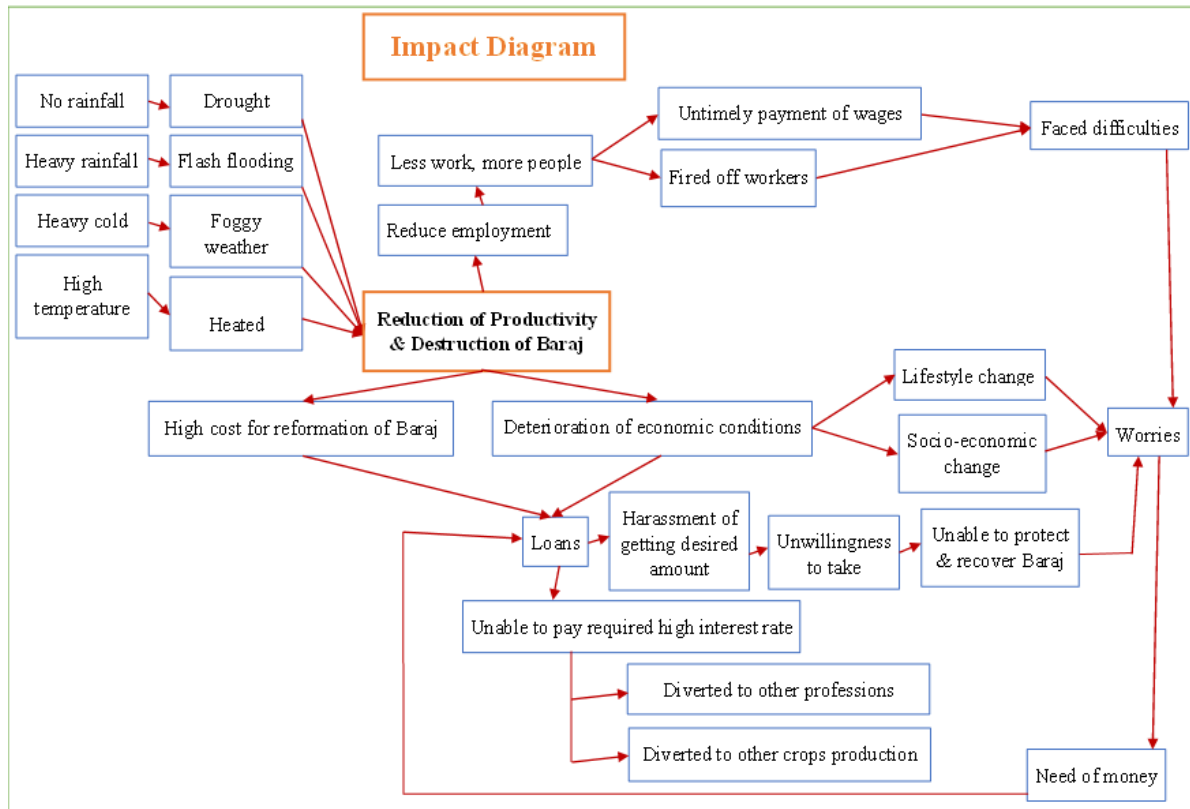 Impact Diagram
No rainfall
Drought
Heavy rainfall
Flash flooding
Heavy cold
Foggy
weather
High
temperature
Heated
Untimely payment of wages
Faced difficulties
Less work, more people
Fired off workers
Reduce employment
Reduction of Productivity
& Destruction of Baraj
High cost for reformation of Baraj
Deterioration of economic conditions
Lifestyle change
Socio-economic
change
Worries
Loans
Harassment of
getting desired
amount
Unwillingness
to take
Unable to protect
& recover Baraj
Unable to pay required high interest rate
Diverted to other professions
Diverted to other crops production
Need of money